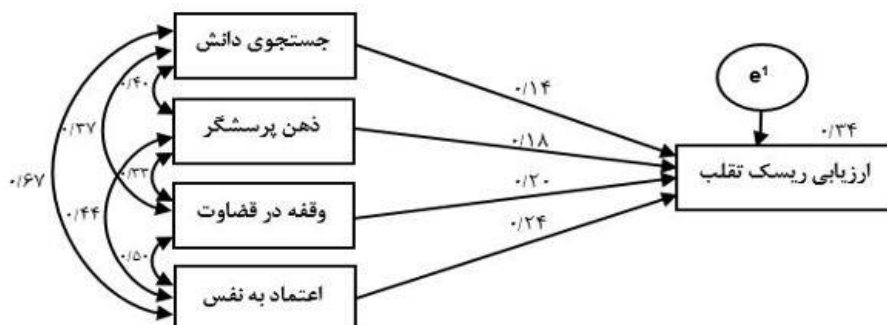 جستجوی دانش
ذهن پرسشگر
وقفه در قضاوت
اعتماد به نفس
۰/۴۰
۰/۳۷
۰/۳۳
۰/۶۷
۰/۴۴
۰/۵۰
۰/۱۴
۰/۱۸
۰/۲۰
۰/۲۴
e¹
۰/۳۴
ارزیابی ریسک تقلب